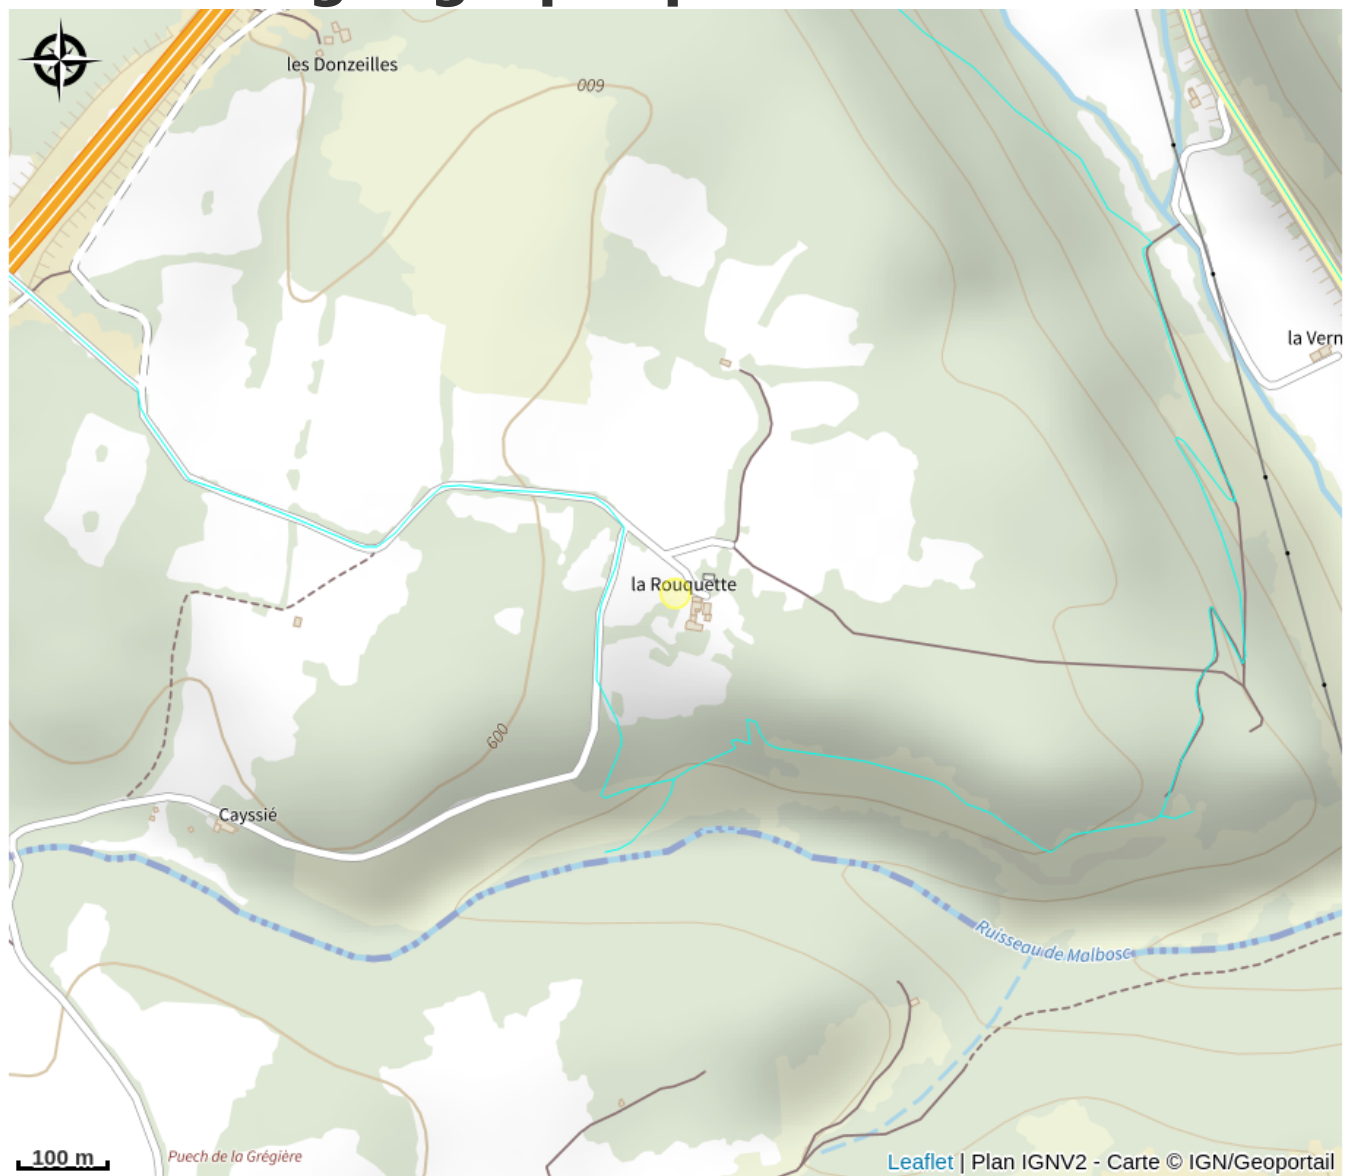 les Donzeilles
600
la Vern
la Rouquette
600
Cayssié
Ruisseau de Malbosc
Puech de la Grégière
100 m
Leaflet | Plan IGNV2 - Carte © IGN/Geoportail